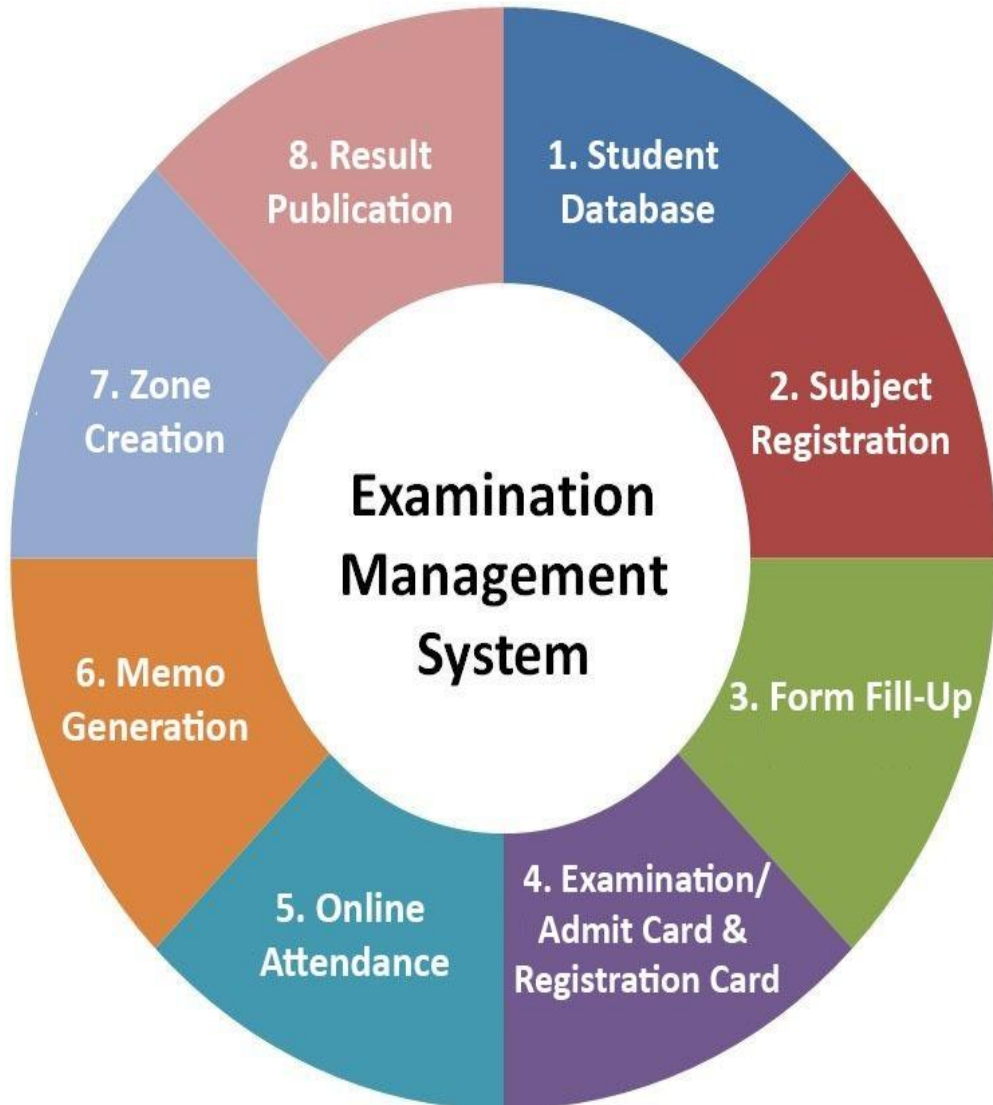 Examination
Management
System
1. Student
Database
2. Subject
Registration
3. Form Fill-Up
4. Examination/
Admit Card &
Registration Card
5. Online
Attendance
6. Memo
Generation
7. Zone
Creation
8. Result
Publication